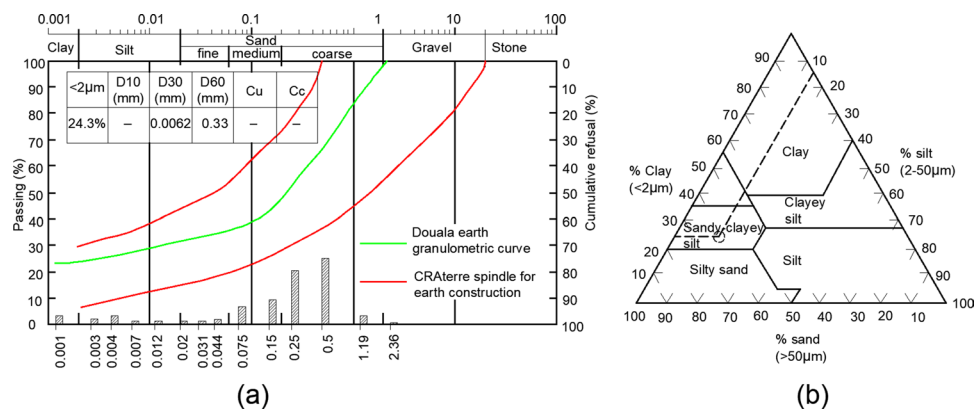 0.001 0.01 0.1 1 10 100
Clay Silt Sand Gravel Stone
fine medium coarse
100 0
90 10
80 20
70 30
60 40
50 50
40 60
30 70
20 80
10 90
0 100
Passing (%)
Cumulative refusal (%)
<2μm D10 (mm) D30 (mm) D60 (mm) Cu Cc
24.3% – 0.0062 0.33 – –
Douala earth
granulometric curve
CRAterre spindle for
earth construction
0.001 0.003 0.004 0.007 0.012 0.02 0.031 0.044 0.075 0.15 0.25 0.5 1.19 2.36
(a)
90 10
80 20
70 30
60 40
50
40
30 70
20 80
10 90
100
% Clay
(<2μm)
% silt
(2-50μm)
Clay
Clayey
silt
Sandy clayey
silt
Silty sand
Silt
100 90 80 70 60 50 40 30 20 10
% sand
(>50μm)
(b)